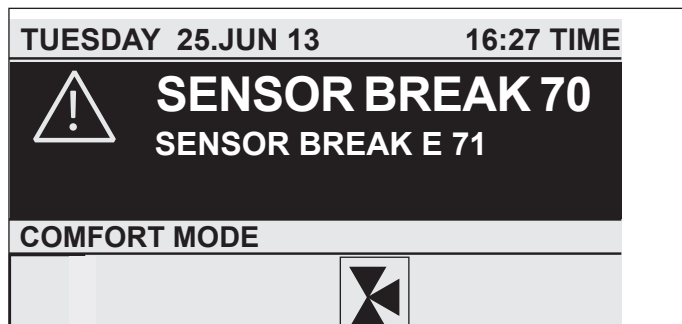 TUESDAY 25.JUN 13 16:27 TIME
SENSOR BREAK 70
SENSOR BREAK E 71
COMFORT MODE